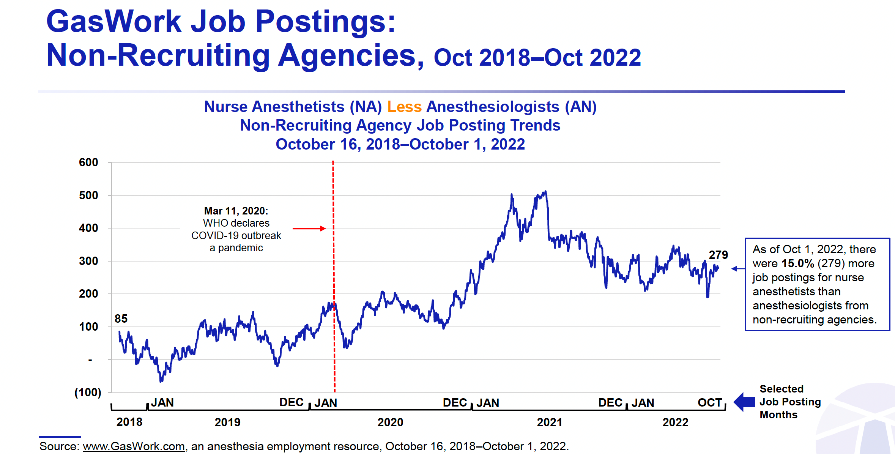 GasWork Job Postings:
Non-Recruiting Agencies, Oct 2018–Oct 2022
Nurse Anesthetists (NA) Less Anesthesiologists (AN)
Non-Recruiting Agency Job Posting Trends
October 16, 2018–October 1, 2022
600
500
400
300
200
100
-
(100)
Mar 11, 2020:
WHO declares
COVID-19 outbreak
a pandemic
85
279
As of Oct 1, 2022, there
were 15.0% (279) more
job postings for nurse
anesthetists than
anesthesiologists from
non-recruiting agencies.
JAN DEC JAN DEC JAN DEC JAN OCT
2018 2019 2020 2021 2022
Selected
Job Posting
Months
Source: www.GasWork.com, an anesthesia employment resource, October 16, 2018–October 1, 2022.